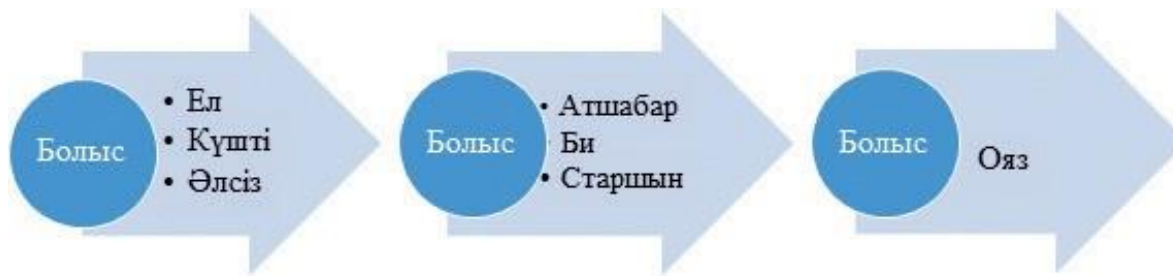 Болыс
• Ел
• Күшті
• Әлсіз
Болыс
• Атшабар
• Би
• Старшын
Болыс
Ояз